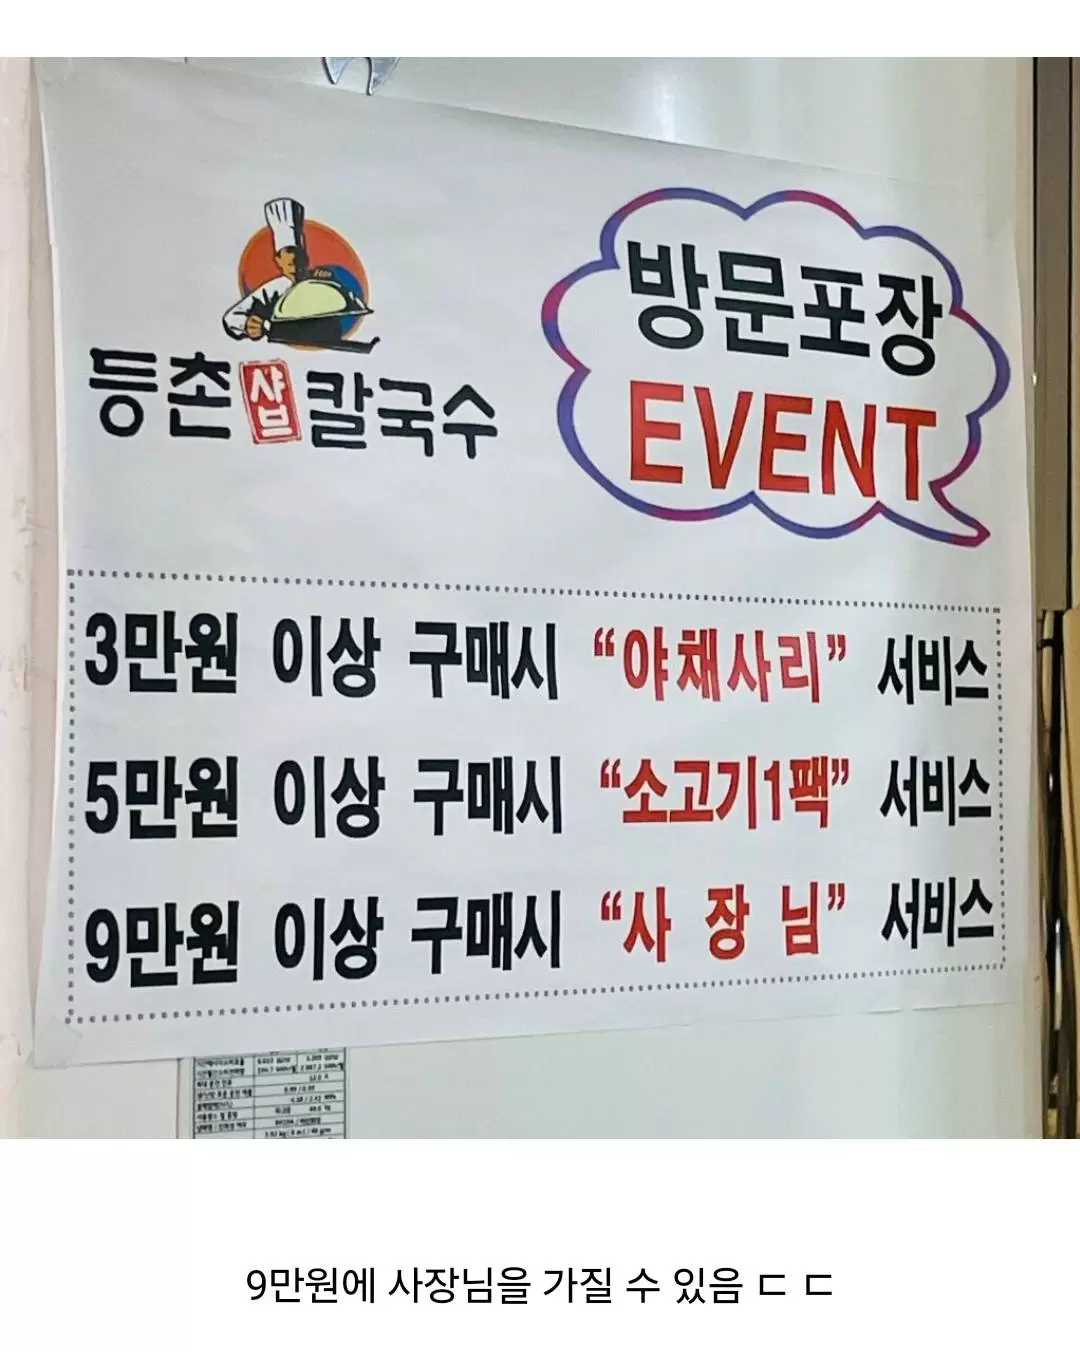 등촌샤브칼국수
방문포장
EVENT
3만원 이상 구매시 “야채사리” 서비스
5만원 이상 구매시 “소고기1팩” 서비스
9만원 이상 구매시 “사 장 님” 서비스
9만원에 사장님을 가질 수 있음 ㄷ ㄷ